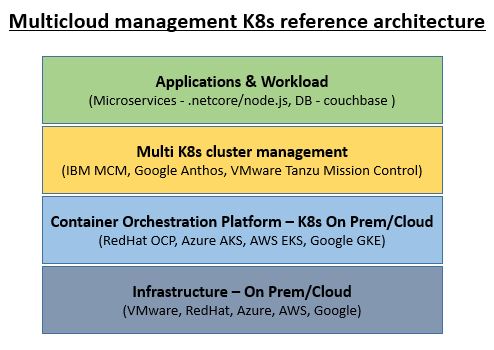 Multicloud management K8s reference architecture
Applications & Workload
(Microservices - .netcore/node.js, DB - couchbase )
Multi K8s cluster management
(IBM MCM, Google Anthos, VMware Tanzu Mission Control)
Container Orchestration Platform – K8s On Prem/Cloud
(RedHat OCP, Azure AKS, AWS EKS, Google GKE)
Infrastructure – On Prem/Cloud
(VMware, RedHat, Azure, AWS, Google)